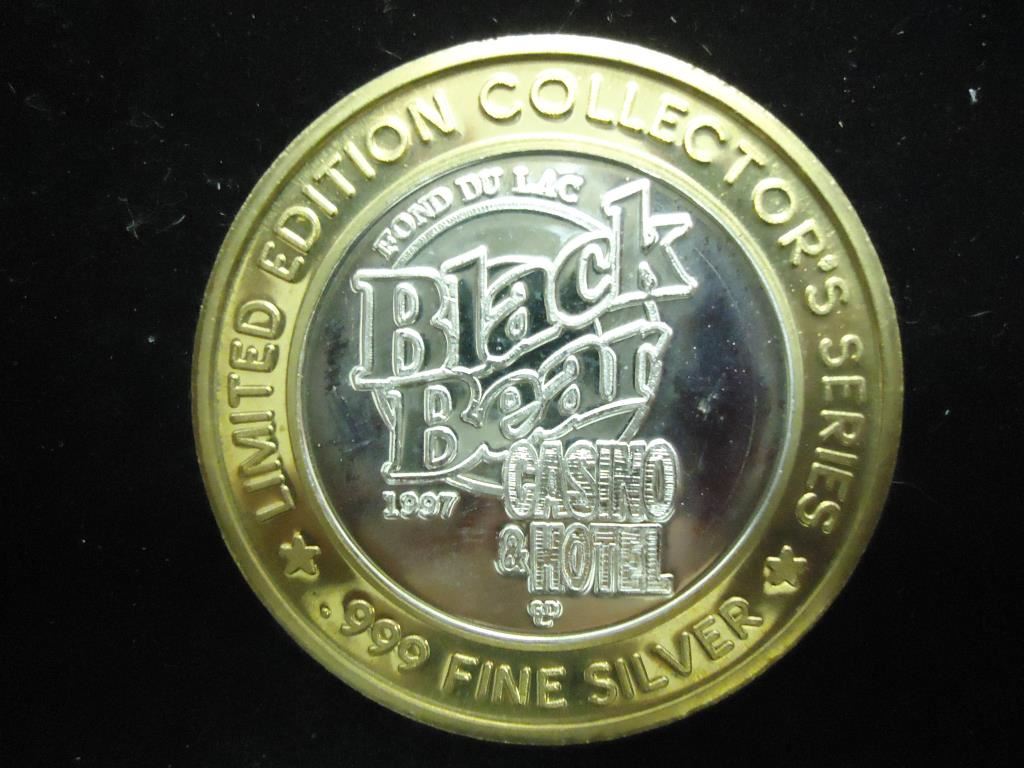 LIMITED EDITION COLLECTOR'S SERIES
.999 FINE SILVER
FOND DU LAC
Black
Bear
CASINO
& HOTEL
1997